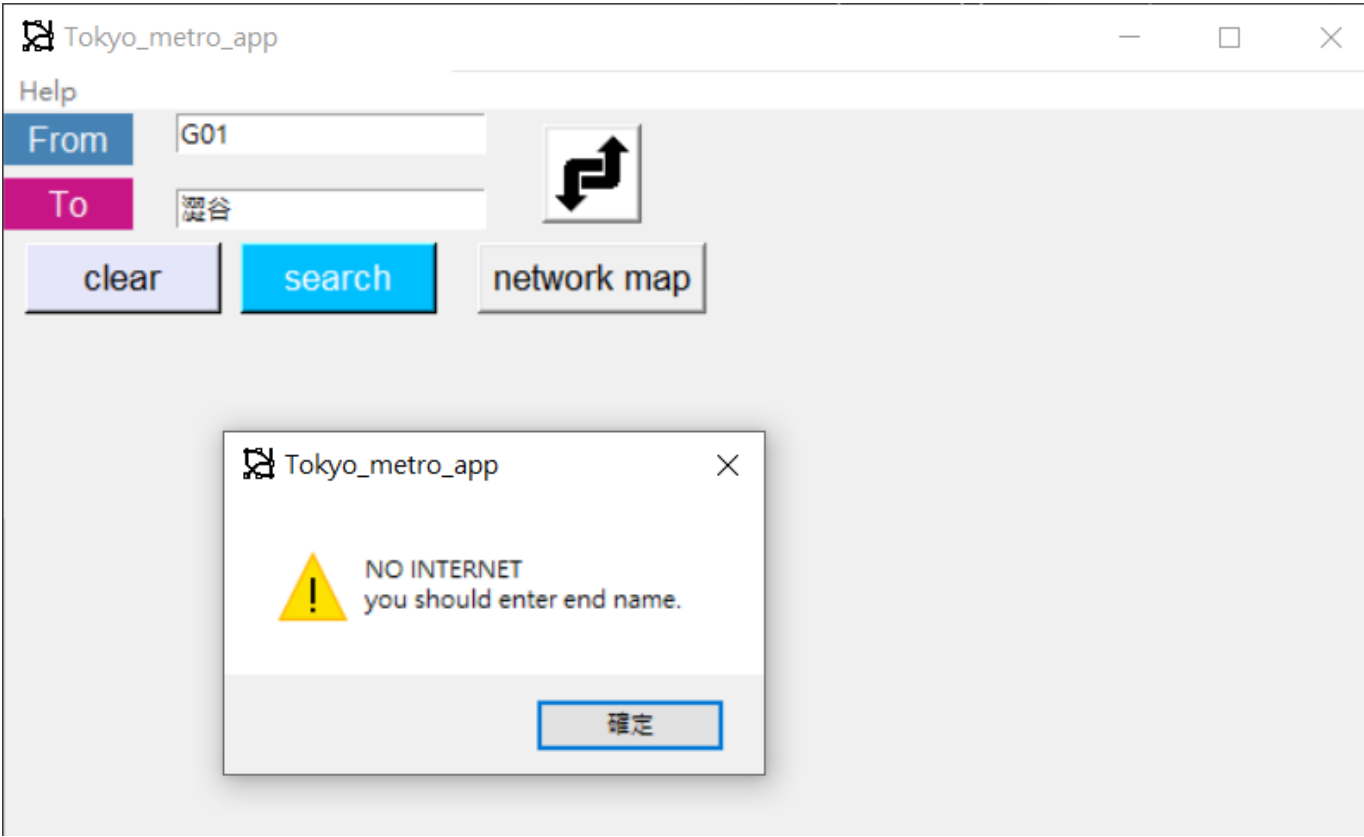 Tokyo_metro_app
Help
From
G01
To
澀谷
clear
search
network map
Tokyo_metro_app
NO INTERNET
you should enter end name.
確定